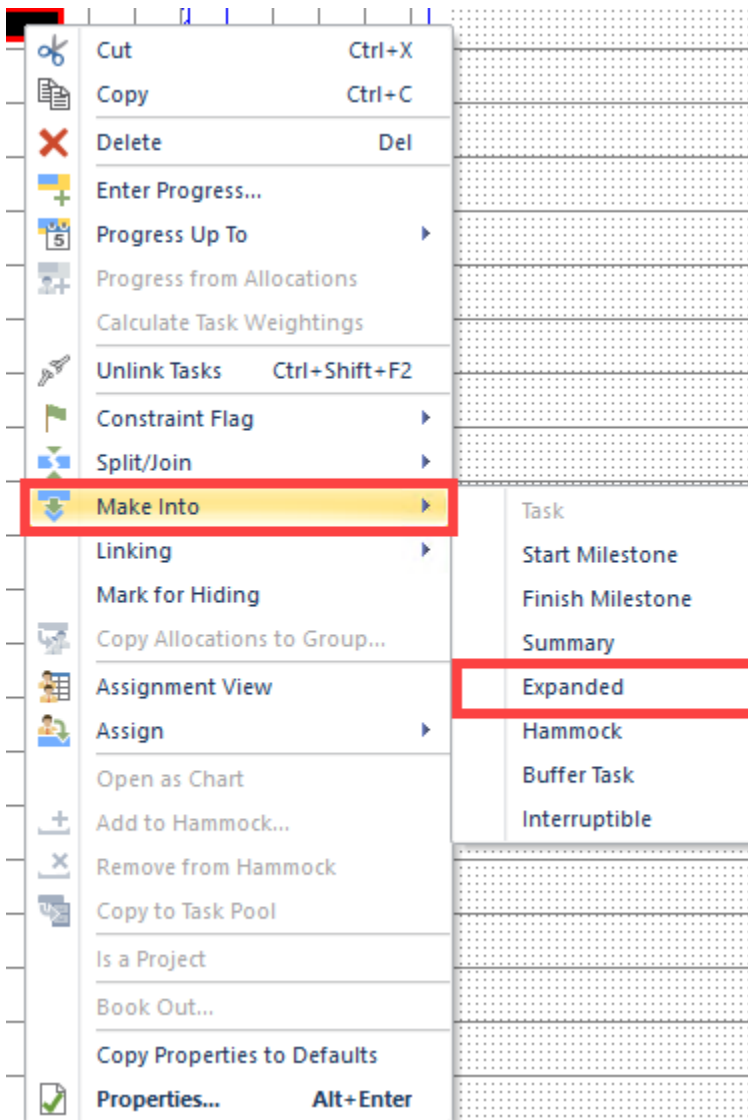 Cut Ctrl+X
Copy Ctrl+C
Delete Del
Enter Progress...
5 Progress Up To
Progress from Allocations
Calculate Task Weightings
Unlink Tasks Ctrl+Shift+F2
Constraint Flag
Split/Join
Make Into
Linking
Mark for Hiding
Copy Allocations to Group...
Assignment View
Assign
Open as Chart
Add to Hammock...
Remove from Hammock
Copy to Task Pool
Is a Project
Book Out...
Copy Properties to Defaults
Properties... Alt+Enter
Task
Start Milestone
Finish Milestone
Summary
Expanded
Hammock
Buffer Task
Interruptible